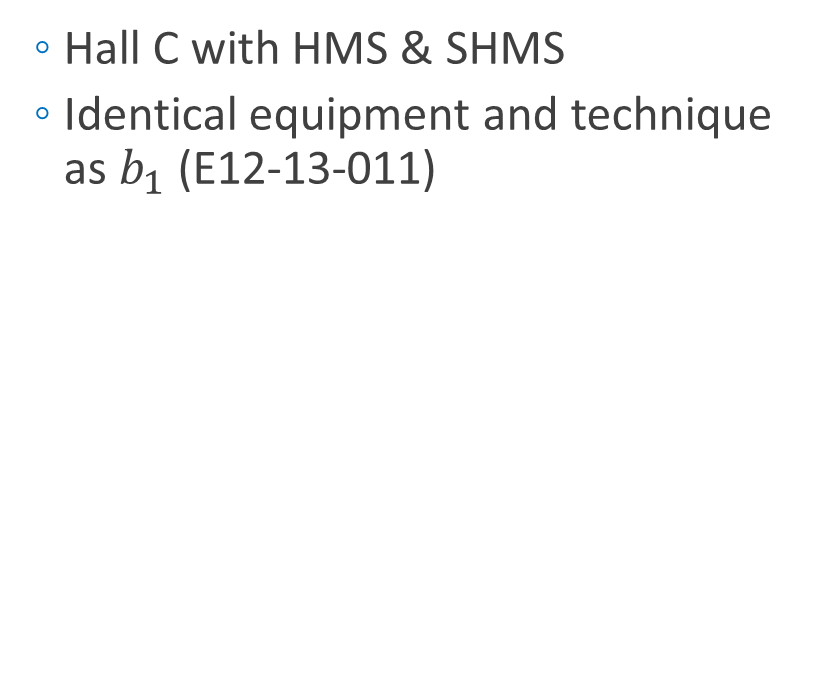 ◦ Hall C with HMS & SHMS
◦ Identical equipment and technique
as b₁ (E12-13-011)